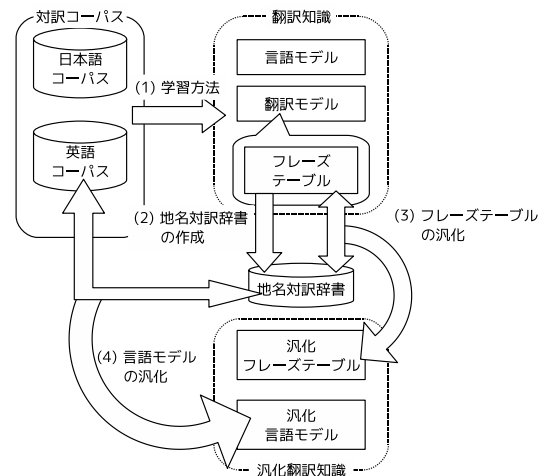 対訳コーパス
日本語
コーパス
英語
コーパス
(1) 学習方法
翻訳知識
言語モデル
翻訳モデル
フレーズ
テーブル
(2) 地名対訳辞書
の作成
(3) フレーズテーブル
の汎化
地名対訳辞書
(4) 言語モデル
の汎化
汎化
フレーズテーブル
汎化
言語モデル
汎化翻訳知識